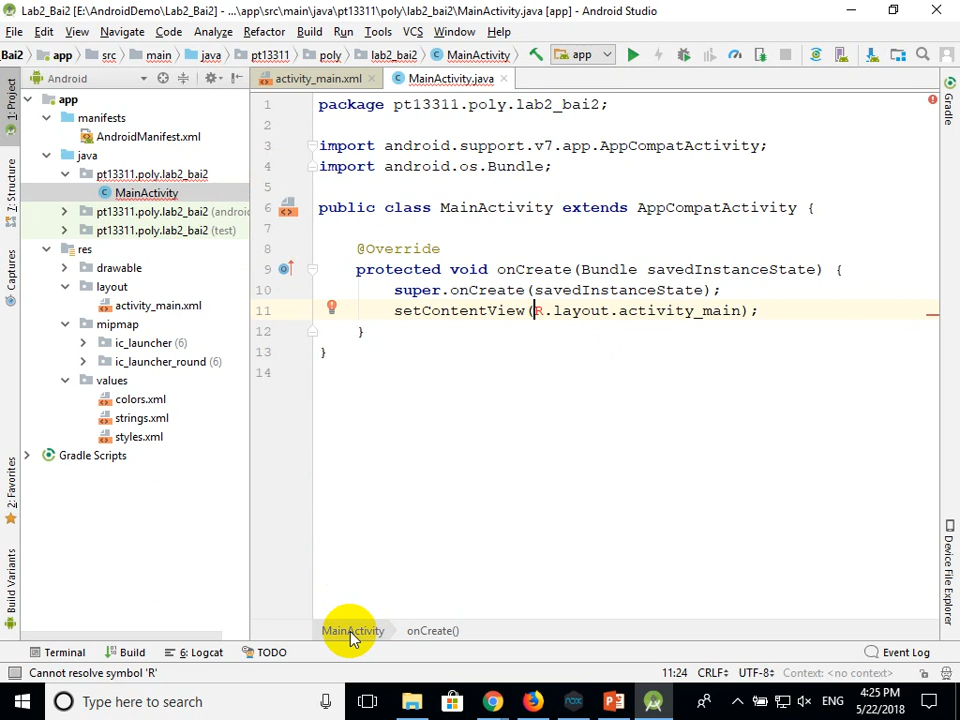 Lab2_Bai2 [E:\AndroidDemo\Lab2_Bai2] - ...\app\src\main\java\pt13311\poly\lab2_bai2\MainActivity.java [app] - Android Studio
File Edit View Navigate Code Analyze Refactor Build Run Tools VCS Window Help
Bai2 app src main java pt13311 poly lab2_bai2 MainActivity app
Android activity_main.xml MainActivity.java
1: Project
7: Structure
Captures
2: Favorites
Build Variants
app
manifests
AndroidManifest.xml
java
pt13311.poly.lab2_bai2
MainActivity
pt13311.poly.lab2_bai2 (andro
pt13311.poly.lab2_bai2 (test)
res
drawable
layout
activity_main.xml
mipmap
ic_launcher (6)
ic_launcher_round (6)
values
colors.xml
strings.xml
styles.xml
Gradle Scripts
1 package pt13311.poly.lab2_bai2;
2
3 import android.support.v7.app.AppCompatActivity;
4 import android.os.Bundle;
5
6 public class MainActivity extends AppCompatActivity {
7
8 @Override
9 protected void onCreate(Bundle savedInstanceState) {
10 super.onCreate(savedInstanceState);
11 setContentView(R.layout.activity_main);
12 }
13 }
14
Gradle
Device File Explorer
MainActivity onCreate()
Terminal Build 6: Logcat TODO Event Log
Cannot resolve symbol 'R' 11:24 CRLF÷ UTF-8÷ Context: <no context>
Type here to search ENG 4:25 PM
5/22/2018